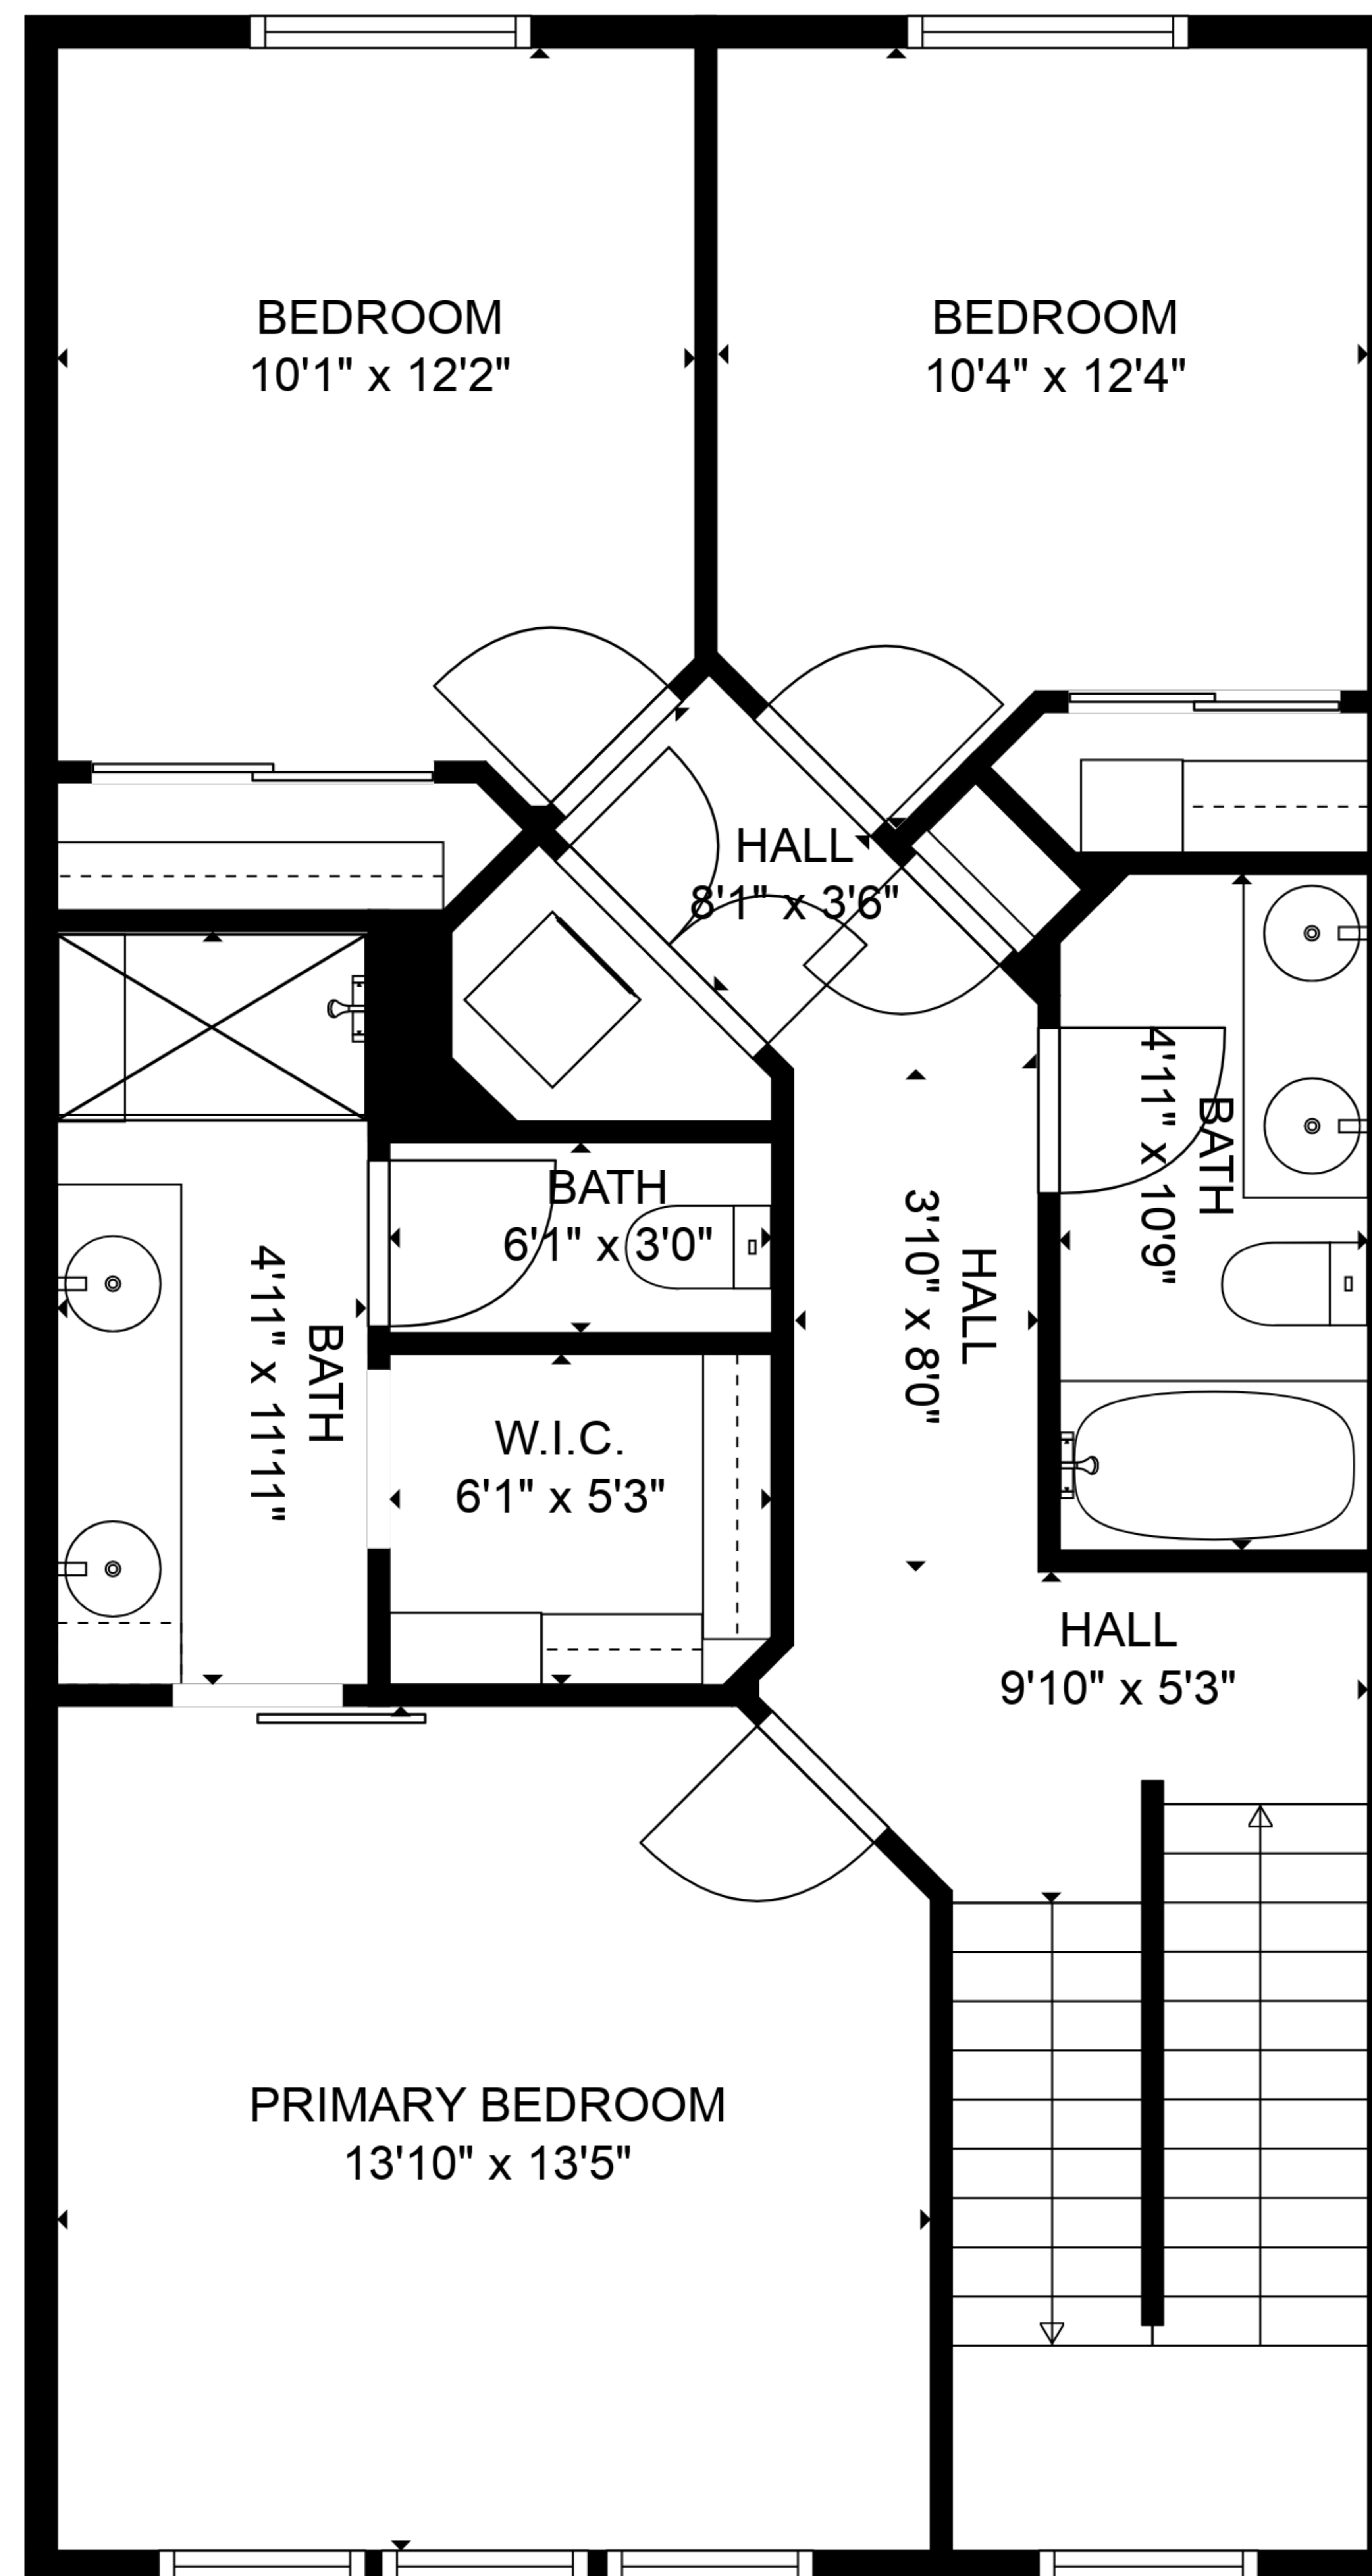 BEDROOM
10'1" x 12'2"
BEDROOM
10'4" x 12'4"
HALL
8'1" x 3'6"
BATH
4'11" x 10'9"
BATH
6'1" x 3'0"
HALL
3'10" x 8'0"
BATH
4'11" x 11'11"
W.I.C.
6'1" x 5'3"
HALL
9'10" x 5'3"
PRIMARY BEDROOM
13'10" x 13'5"